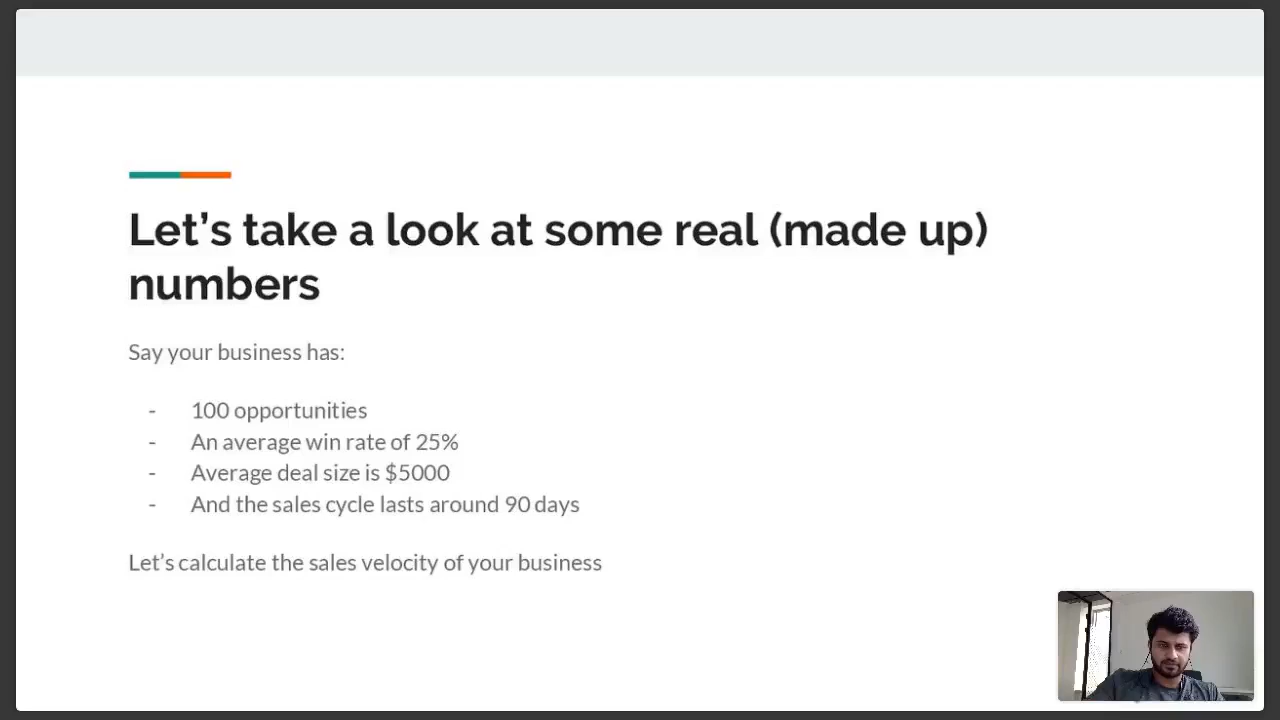 Let’s take a look at some real (made up)
numbers
Say your business has:
- 100 opportunities
- An average win rate of 25%
- Average deal size is $5000
- And the sales cycle lasts around 90 days
Let’s calculate the sales velocity of your business